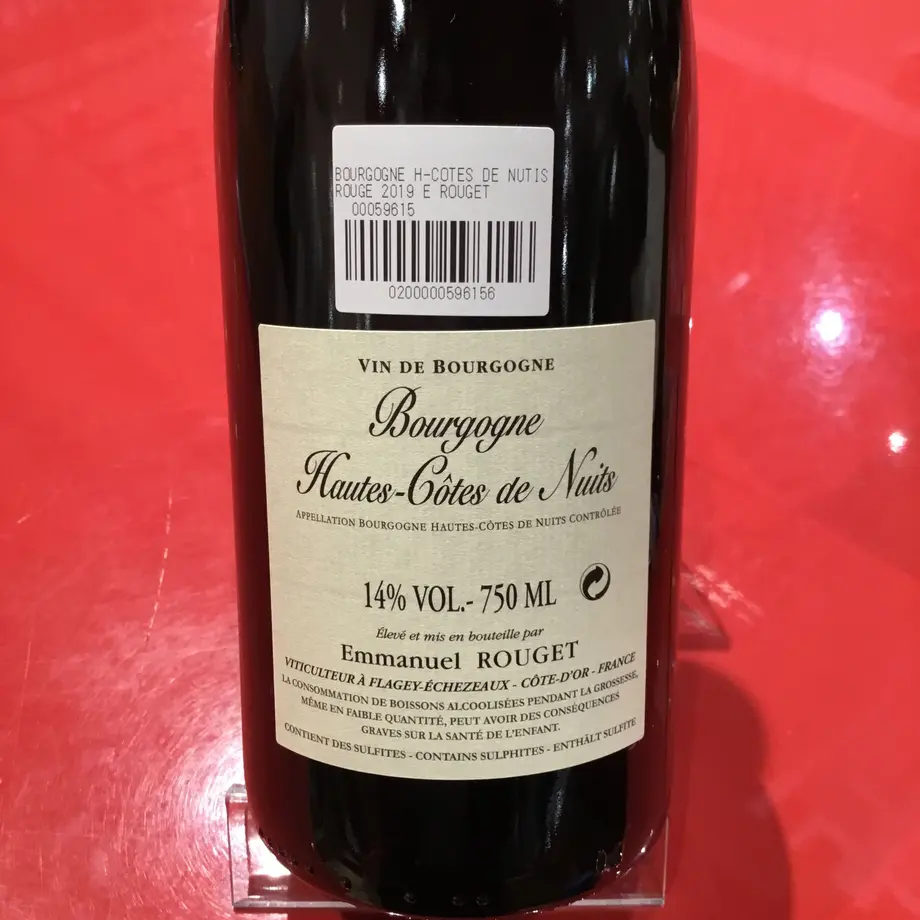 BOURGOGNE H-COTES DE NUTIS
ROUGE 2019 E ROUGET
00059615
0200000596156
VIN DE BOURGOGNE
Bourgogne
Hautes-Côtes de Nuits
APPELLATION BOURGOGNE HAUTES-CÔTES DE NUITS CONTRÔLÉE
14% VOL.- 750 ML
Élevé et mis en bouteille par
Emmanuel ROUGET
VITICULTEUR À FLAGEY-ÉCHEZEAUX - CÔTE-D'OR - FRANCE
LA CONSOMMATION DE BOISSONS ALCOOLISÉES PENDANT LA GROSSESSE,
MÊME EN FAIBLE QUANTITÉ, PEUT AVOIR DES CONSÉQUENCES
GRAVES SUR LA SANTÉ DE L'ENFANT.
CONTIENT DES SULFITES - CONTAINS SULPHITES - ENTHÄLT SULFITE